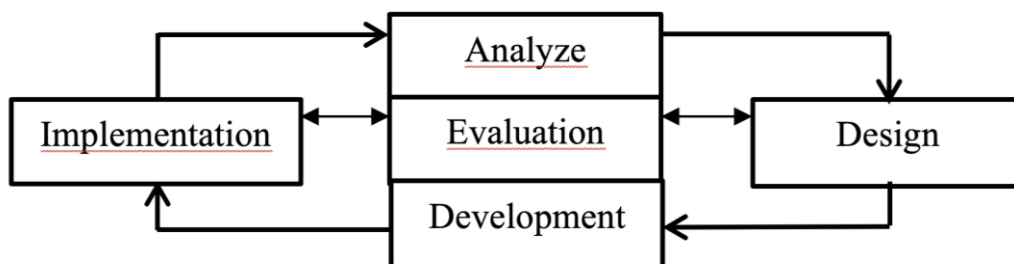 Analyze
Implementation
Evaluation
Design
Development